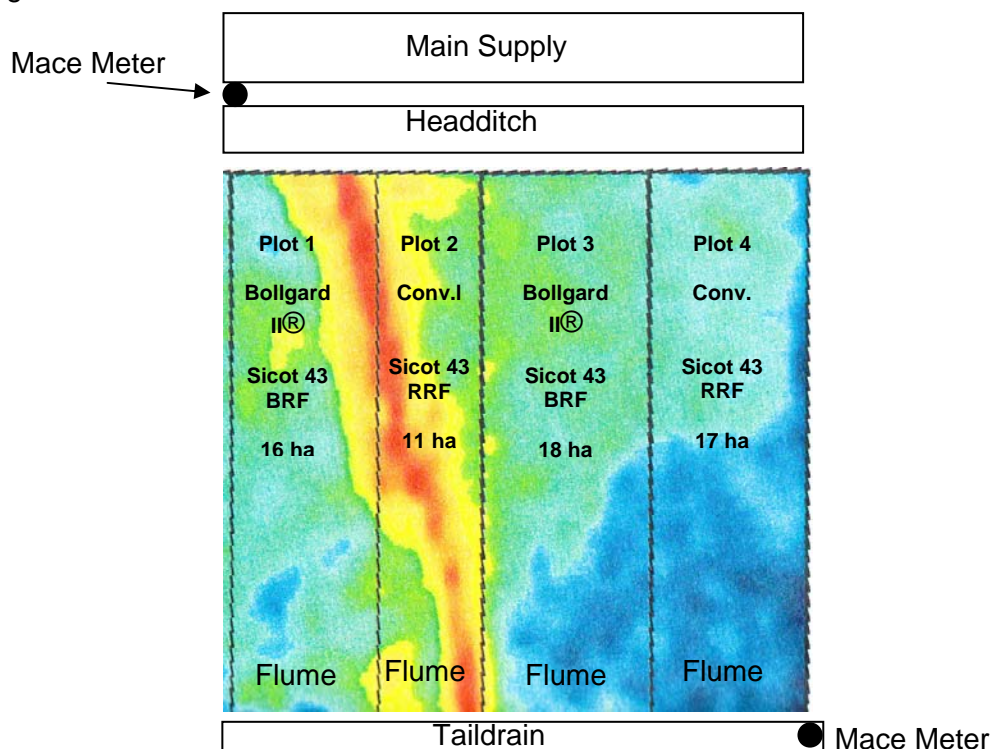 Main Supply
Mace Meter
Headditch
Plot 1
Bollgard
II®
Sicot 43
BRF
16 ha
Plot 2
Conv.l
Sicot 43
RRF
11 ha
Plot 3
Bollgard
II®
Sicot 43
BRF
18 ha
Plot 4
Conv.
Sicot 43
RRF
17 ha
Flume
Flume
Flume
Flume
Taildrain
Mace Meter